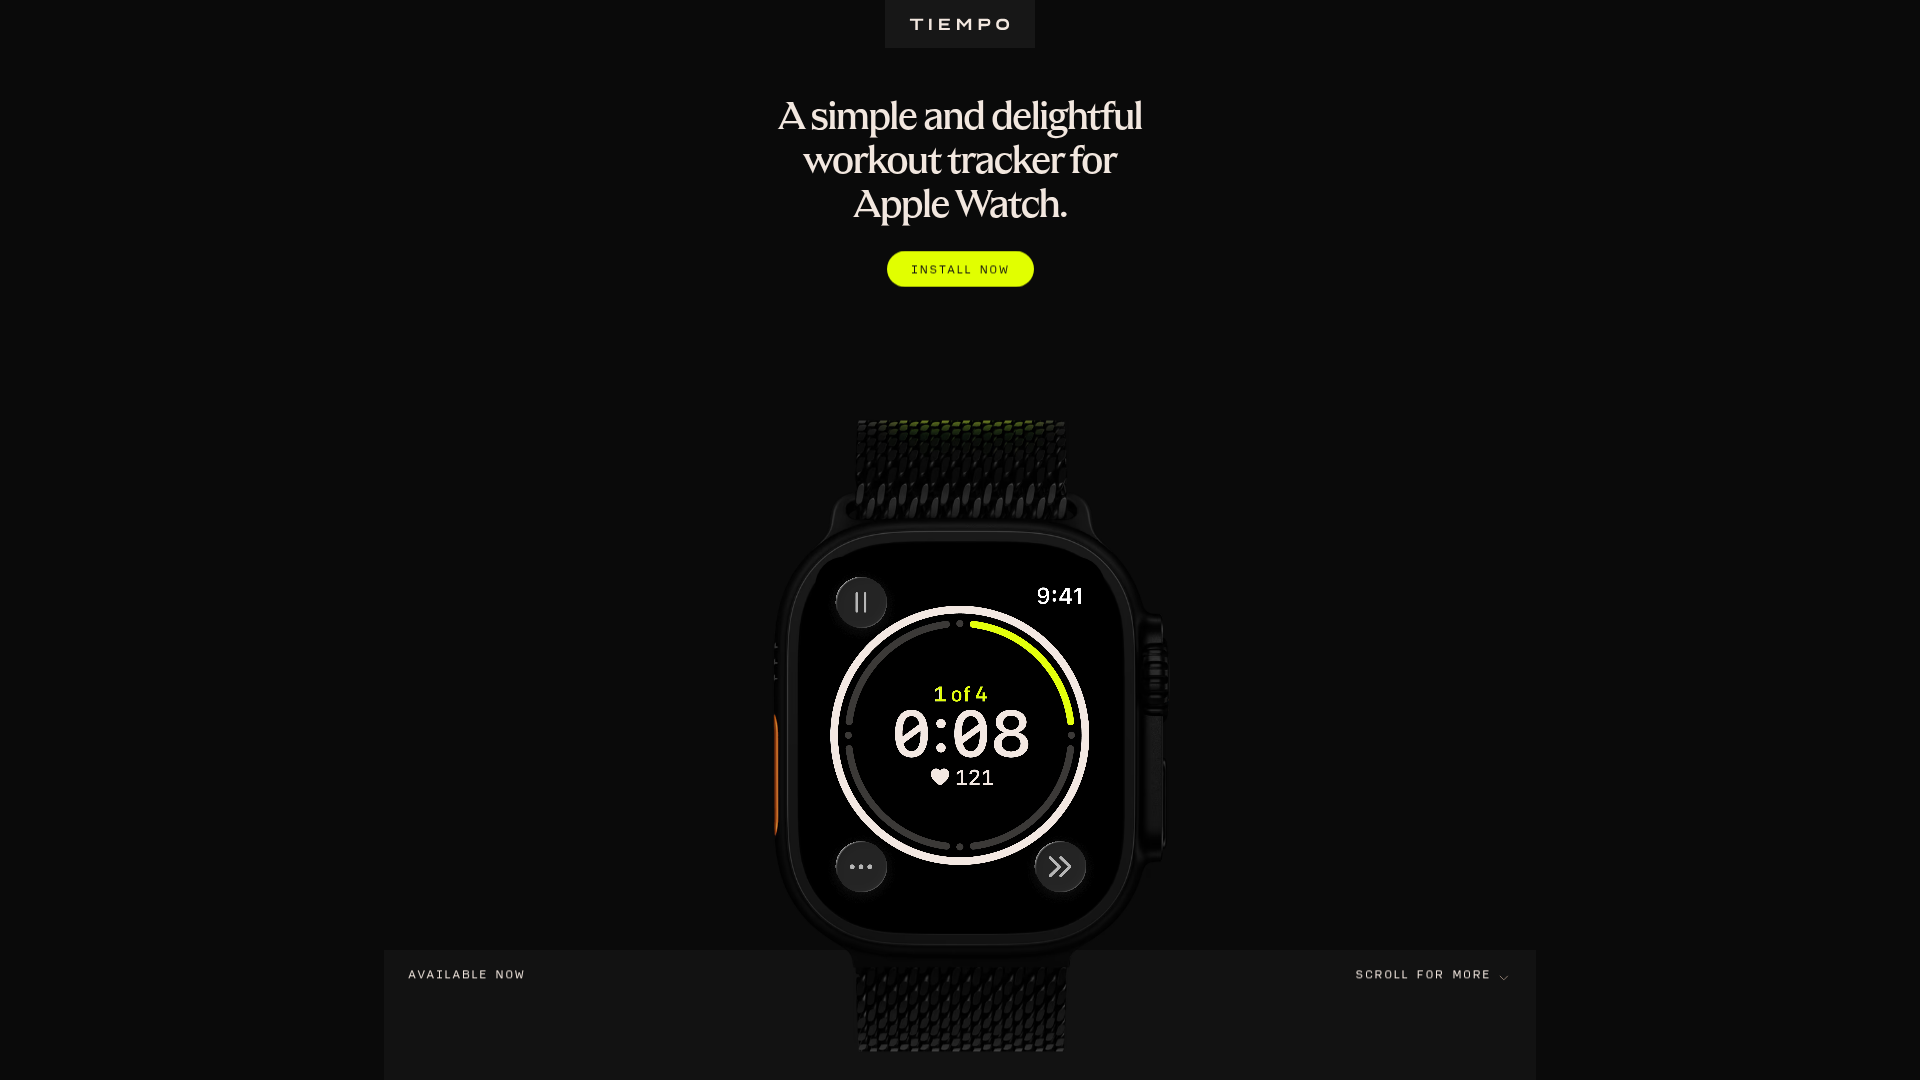 TIEMPO
A simple and delightful
workout tracker for
Apple Watch.
INSTALL NOW
9:41
1 of 4
0:08
121
AVAILABLE NOW
SCROLL FOR MORE